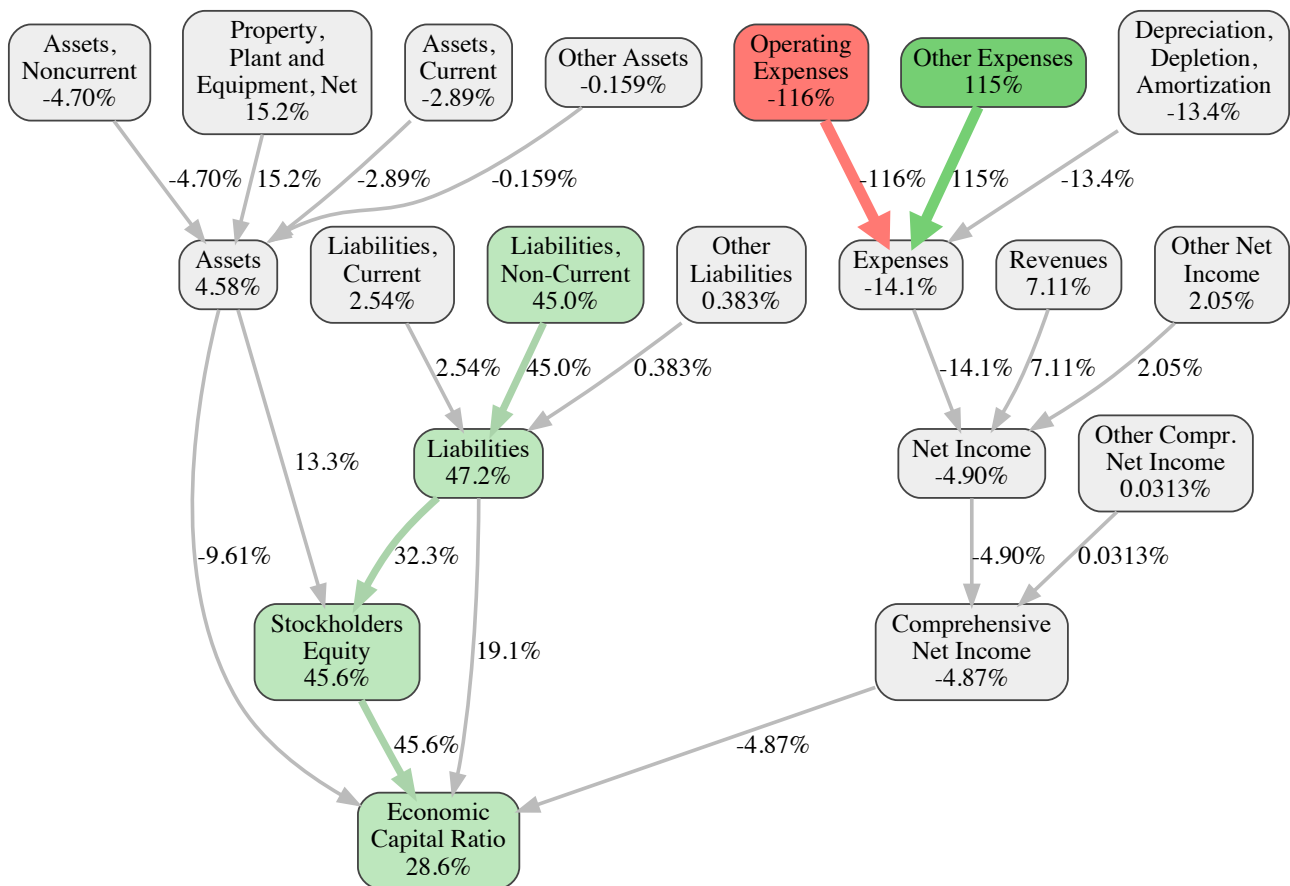 Assets,
Noncurrent
-4.70%
Property,
Plant and
Equipment, Net
15.2%
Assets,
Current
-2.89%
Other Assets
-0.159%
Operating
Expenses
-116%
Other Expenses
115%
Depreciation,
Depletion,
Amortization
-13.4%
-4.70%
15.2%
-2.89%
-0.159%
-116%
115%
-13.4%
Assets
4.58%
Liabilities,
Current
2.54%
Liabilities,
Non-Current
45.0%
Other
Liabilities
0.383%
Expenses
-14.1%
Revenues
7.11%
Other Net
Income
2.05%
2.54%
45.0%
0.383%
-14.1%
7.11%
2.05%
13.3%
Liabilities
47.2%
Net Income
-4.90%
Other Compr.
Net Income
0.0313%
-9.61%
32.3%
-4.90%
0.0313%
Stockholders
Equity
45.6%
19.1%
Comprehensive
Net Income
-4.87%
45.6%
-4.87%
Economic
Capital Ratio
28.6%